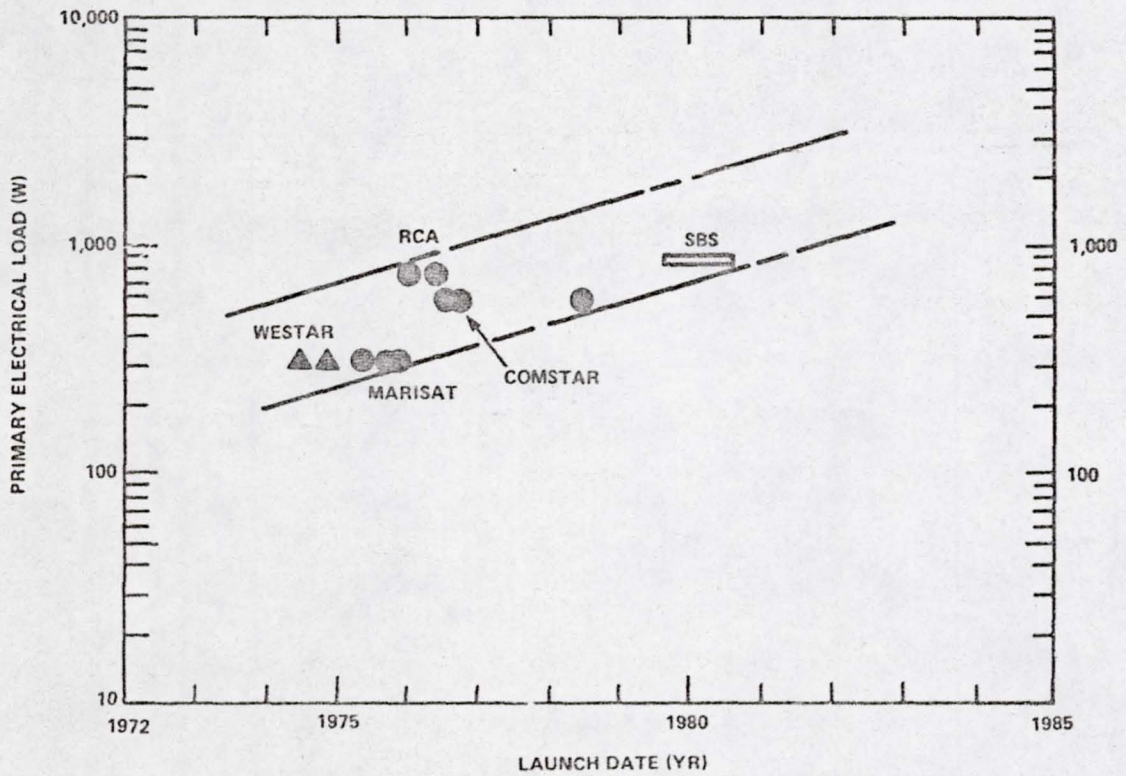 10,000
1,000
100
10
PRIMARY ELECTRICAL LOAD (W)
RCA
WESTAR
MARISAT
COMSTAR
SBS
1,000
100
1972
1975
1980
1985
LAUNCH DATE (YR)